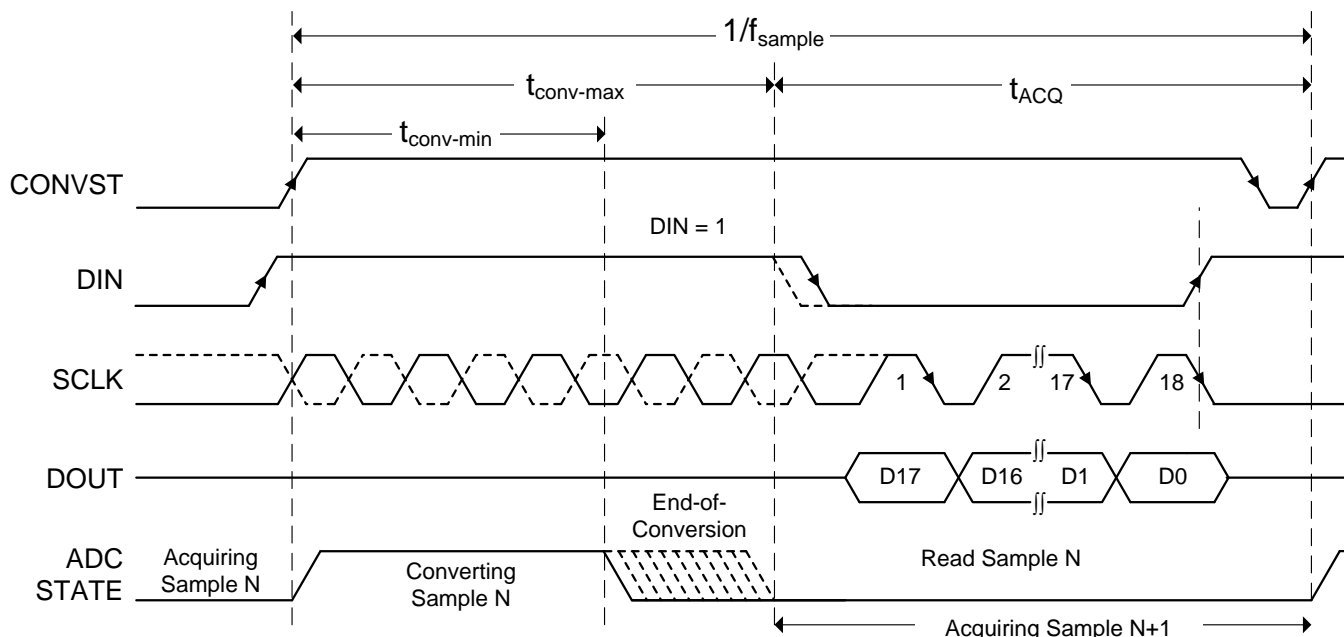 1/fsample
tconv-max
tACQ
tconv-min
CONVST
DIN = 1
DIN
SCLK
1
2
17
18
DOUT
D17
D16
D1
D0
End-of-
Conversion
ADC
STATE
Acquiring
Sample N
Converting
Sample N
Read Sample N
Acquiring Sample N+1